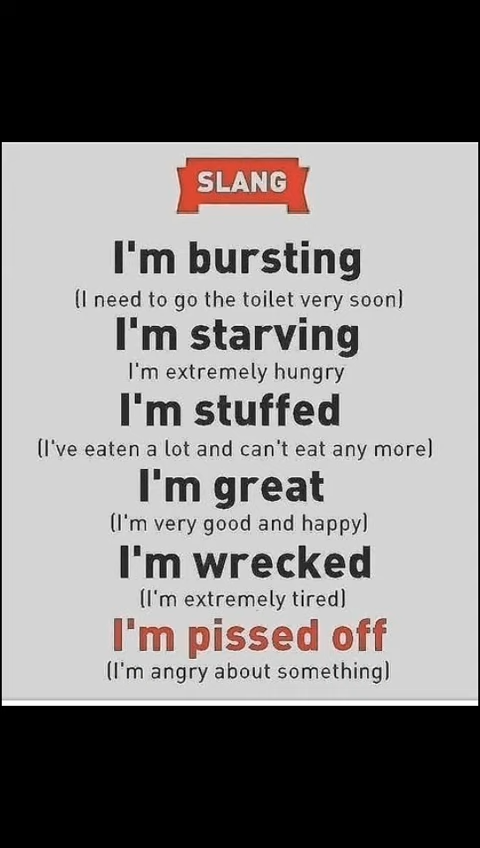 SLANG
I'm bursting
(I need to go the toilet very soon)
I'm starving
I'm extremely hungry
I'm stuffed
(I've eaten a lot and can't eat any more)
I'm great
(I'm very good and happy)
I'm wrecked
(I'm extremely tired)
I'm pissed off
(I'm angry about something)